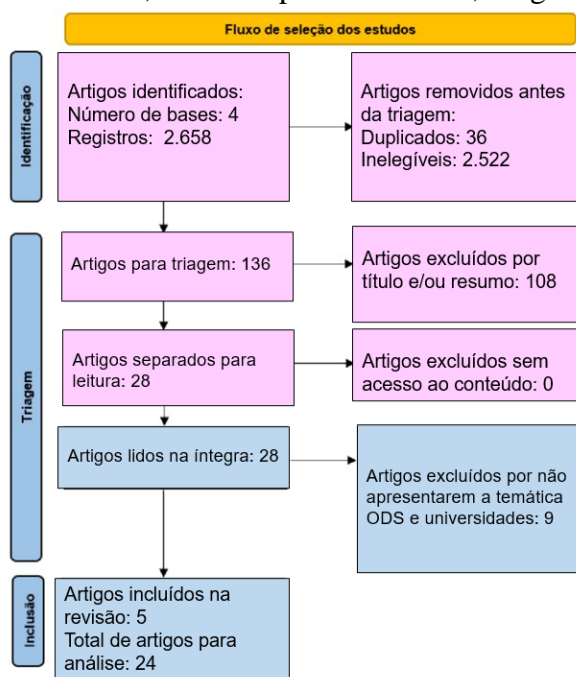 Fluxo de seleção dos estudos
Identificação
Artigos identificados:
Número de bases: 4
Registros: 2.658
Artigos removidos antes
da triagem:
Duplicados: 36
Inelegíveis: 2.522
Triagem
Artigos para triagem: 136
Artigos excluídos por
título e/ou resumo: 108
Artigos separados para
leitura: 28
Artigos excluídos sem
acesso ao conteúdo: 0
Artigos lidos na íntegra: 28
Artigos excluídos por não
apresentarem a temática
ODS e universidades: 9
Inclusão
Artigos incluídos na
revisão: 5
Total de artigos para
análise: 24